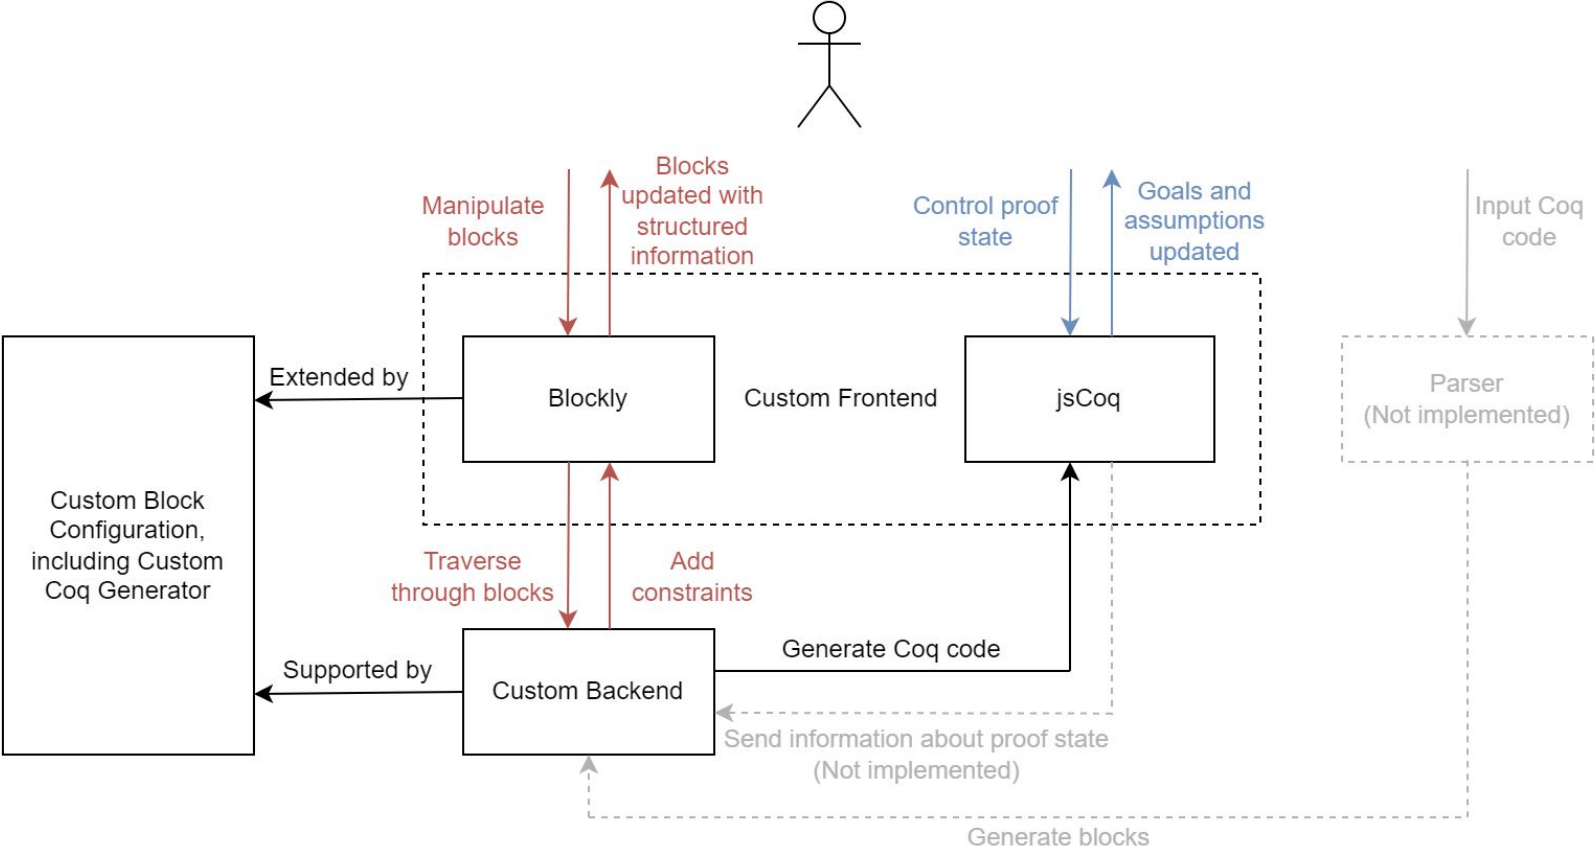 Manipulate
blocks
Blocks
updated with
structured
information
Control proof
state
Goals and
assumptions
updated
Input Coq
code
Extended by
Blockly
Custom Frontend
jsCoq
Parser
(Not implemented)
Custom Block
Configuration,
including Custom
Coq Generator
Traverse
through blocks
Add
constraints
Supported by
Custom Backend
Generate Coq code
Send information about proof state
(Not implemented)
Generate blocks